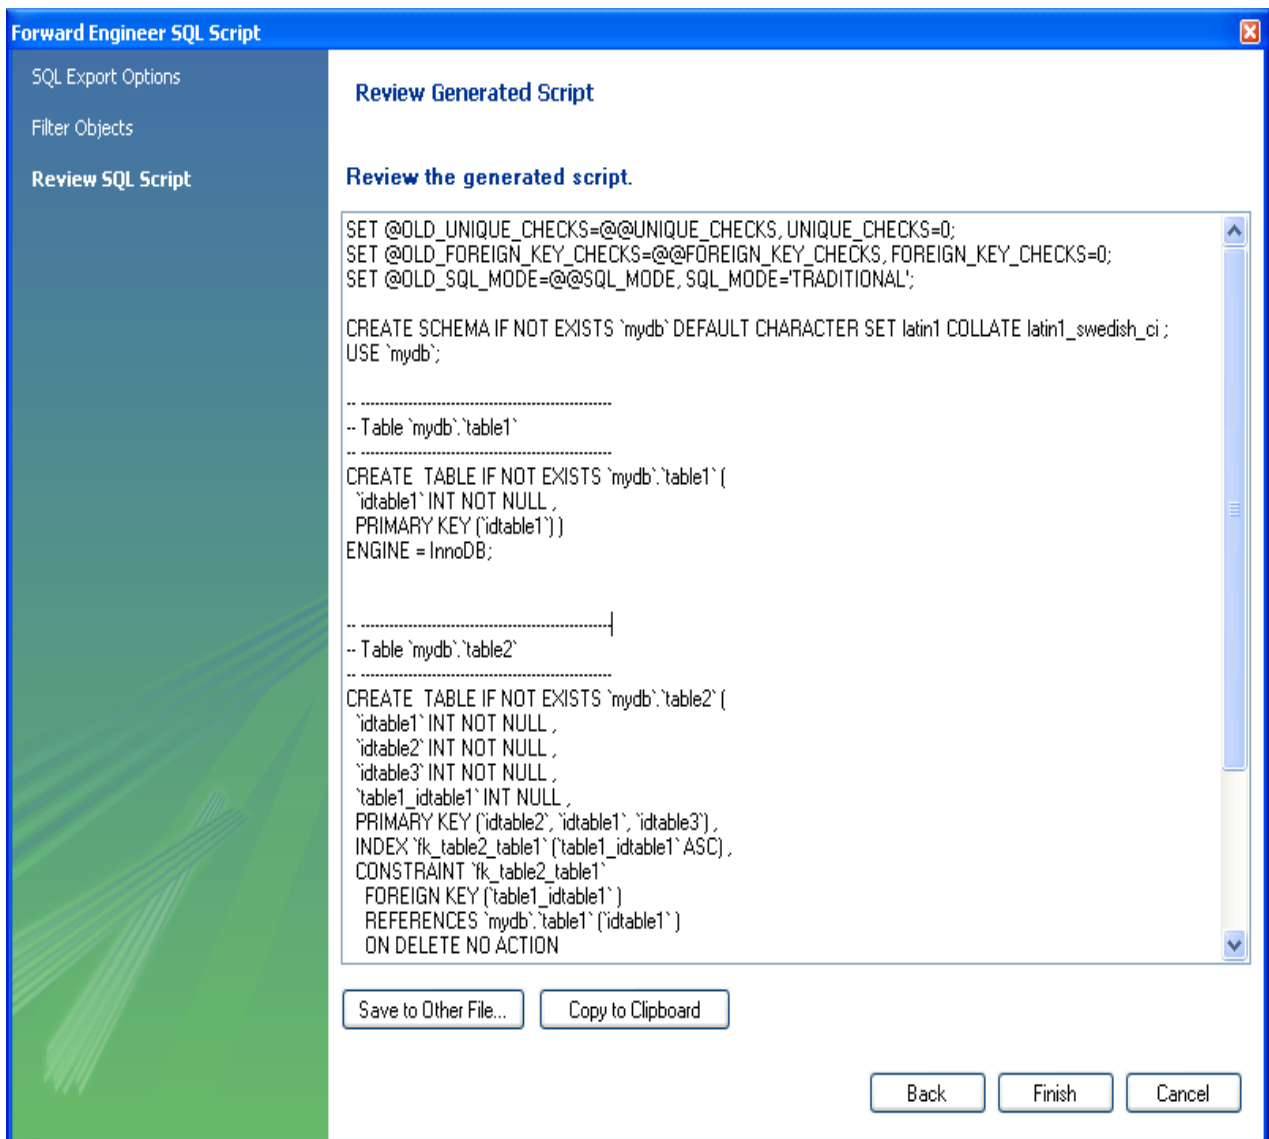 Forward Engineer SQL Script
SQL Export Options
Filter Objects
Review SQL Script
Review Generated Script
Review the generated script.
SET @OLD_UNIQUE_CHECKS=@@UNIQUE_CHECKS, UNIQUE_CHECKS=0;
SET @OLD_FOREIGN_KEY_CHECKS=@@FOREIGN_KEY_CHECKS, FOREIGN_KEY_CHECKS=0;
SET @OLD_SQL_MODE=@@SQL_MODE, SQL_MODE='TRADITIONAL';
CREATE SCHEMA IF NOT EXISTS `mydb` DEFAULT CHARACTER SET latin1 COLLATE latin1_swedish_ci ;
USE `mydb`;
-- -----------------------------------------------------
-- Table `mydb`.`table1`
-- -----------------------------------------------------
CREATE  TABLE IF NOT EXISTS `mydb`.`table1` (
  `idtable1` INT NOT NULL ,
  PRIMARY KEY (`idtable1`) )
ENGINE = InnoDB;
-- -----------------------------------------------------
-- Table `mydb`.`table2`
-- -----------------------------------------------------
CREATE  TABLE IF NOT EXISTS `mydb`.`table2` (
  `idtable1` INT NOT NULL ,
  `idtable2` INT NOT NULL ,
  `idtable3` INT NOT NULL ,
  `table1_idtable1` INT NULL ,
  PRIMARY KEY (`idtable2`, `idtable1`, `idtable3`) ,
  INDEX `fk_table2_table1` (`table1_idtable1` ASC) ,
  CONSTRAINT `fk_table2_table1`
    FOREIGN KEY (`table1_idtable1` )
    REFERENCES `mydb`.`table1` (`idtable1` )
    ON DELETE NO ACTION
Save to Other File...
Copy to Clipboard
Back
Finish
Cancel